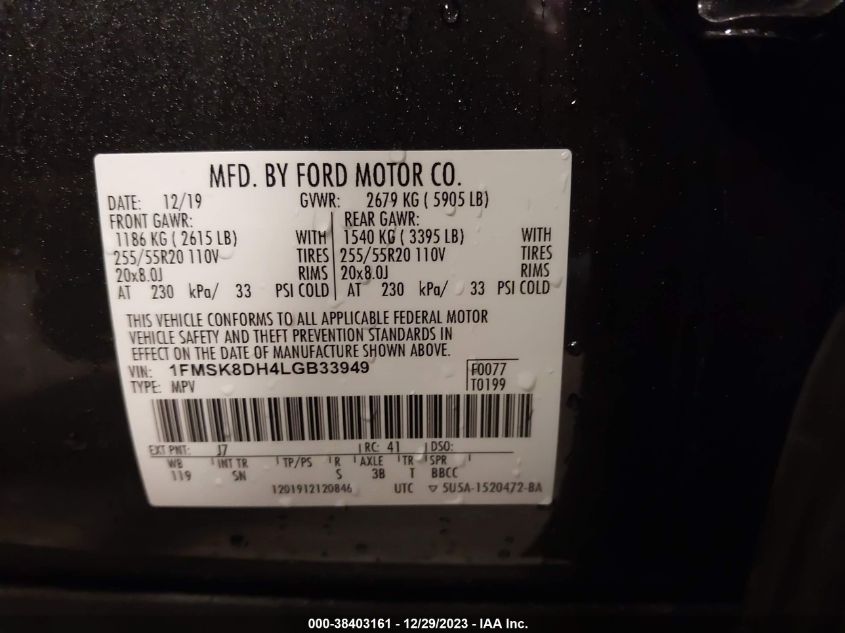 MFD. BY FORD MOTOR CO.
DATE: 12/19 GVWR: 2679 KG ( 5905 LB)
FRONT GAWR: REAR GAWR:
1186 KG ( 2615 LB) WITH 1540 KG ( 3395 LB) WITH
255/55R20 110V TIRES 255/55R20 110V TIRES
20x8.0J RIMS 20x8.0J RIMS
AT 230 kPa/ 33 PSI COLD AT 230 kPa/ 33 PSI COLD
THIS VEHICLE CONFORMS TO ALL APPLICABLE FEDERAL MOTOR
VEHICLE SAFETY AND THEFT PREVENTION STANDARDS IN
EFFECT ON THE DATE OF MANUFACTURE SHOWN ABOVE.
VIN: 1FMSK8DH4LGB33949 F0077
TYPE: MPV T0199
EXT PNT: J7 RC: 41 DSO:
WB INT TR TP/PS R AXLE TR SPR
119 SN S 3B T BBCC
1201912120846 UTC ▽ 5U5A-1520472-BA
000-38403161 - 12/29/2023 - IAA Inc.